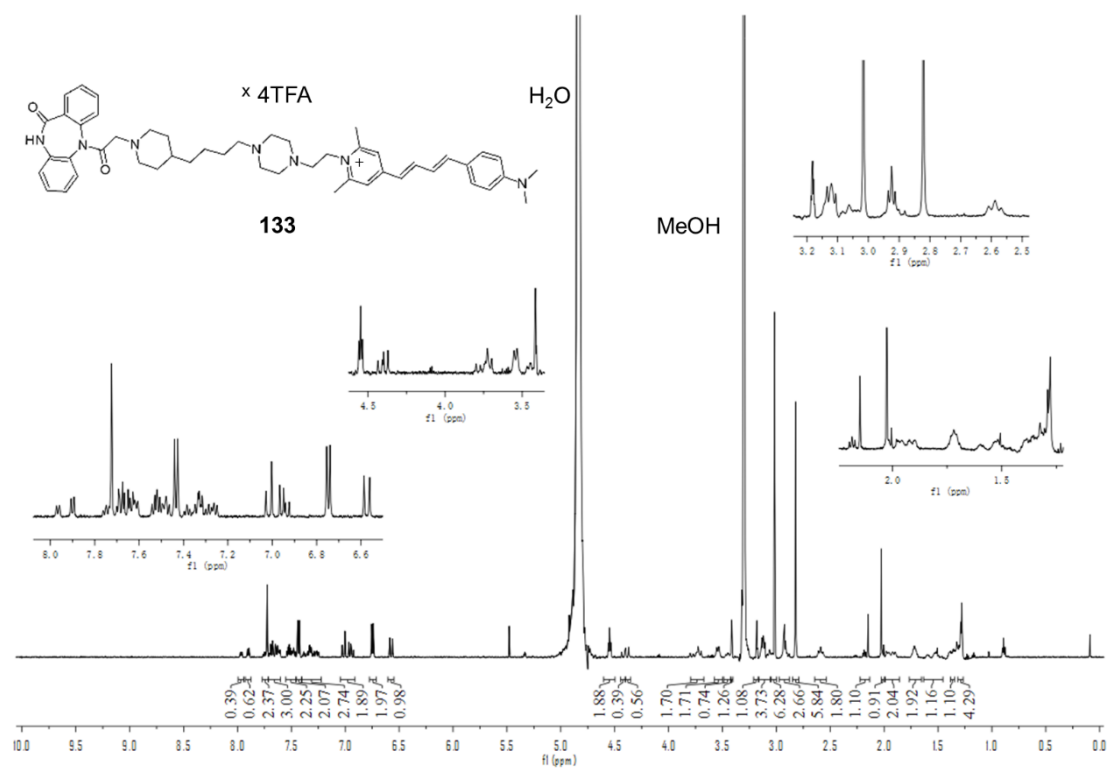 x 4TFA
H₂O
O
HN
N
O
N
N
N
N
+
N
133
MeOH
3.2 3.1 3.0 2.9 2.8 2.7 2.6 2.5
f1 (ppm)
4.5 4.0 3.5
f1 (ppm)
2.0 1.5
f1 (ppm)
8.0 7.8 7.6 7.4 7.2 7.0 6.8 6.6
f1 (ppm)
0.39 0.62 2.37 3.00 2.25 2.07 2.74 1.89 1.97 0.98 1.88 0.39 0.56 1.70 1.71 0.74 1.26 1.08 3.73 6.28 2.66 5.84 1.80 1.10 0.91 2.04 1.92 1.16 1.10 4.29
10.0 9.5 9.0 8.5 8.0 7.5 7.0 6.5 6.0 5.5 5.0 4.5 4.0 3.5 3.0 2.5 2.0 1.5 1.0 0.5 0.0
f1 (ppm)